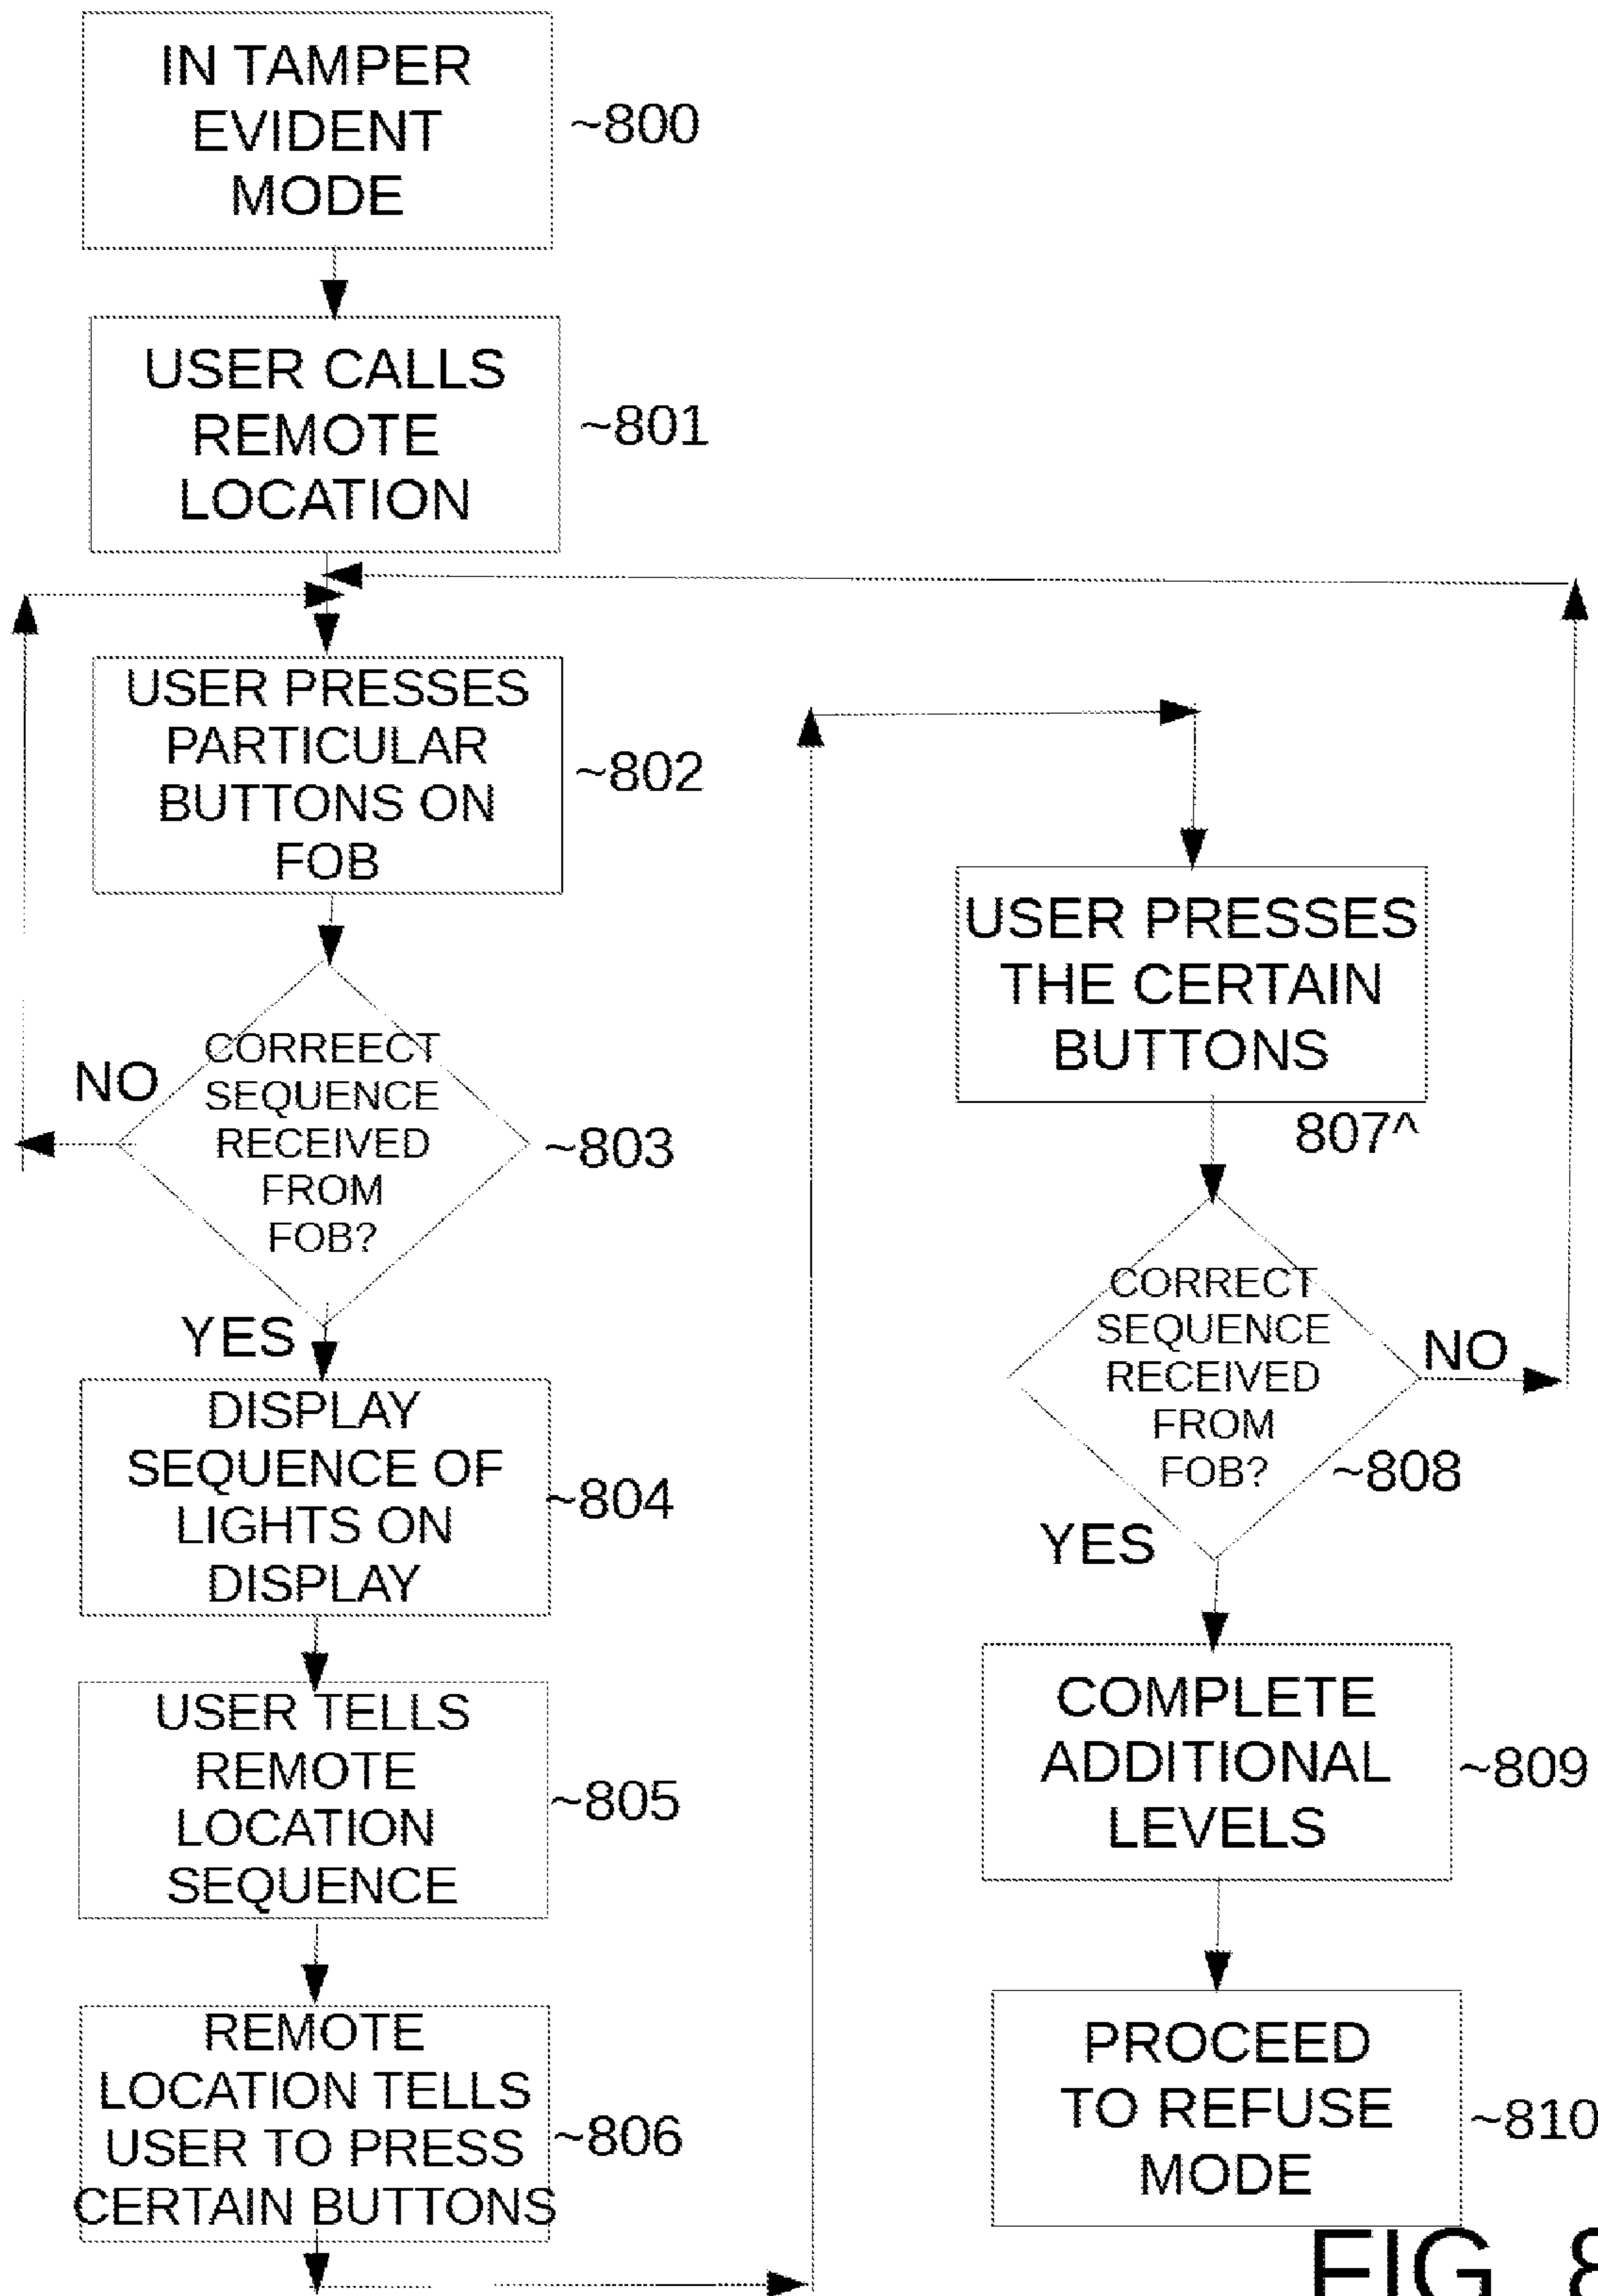 IN TAMPER
EVIDENT
MODE
~800
USER CALLS
REMOTE
LOCATION
~801
USER PRESSES
PARTICULAR
BUTTONS ON
FOB
~802
CORREECT
SEQUENCE
RECEIVED
FROM
FOB?
NO
~803
YES
DISPLAY
SEQUENCE OF
LIGHTS ON
DISPLAY
~804
USER TELLS
REMOTE
LOCATION
SEQUENCE
~805
REMOTE
LOCATION TELLS
USER TO PRESS
CERTAIN BUTTONS
~806
USER PRESSES
THE CERTAIN
BUTTONS
807^
CORRECT
SEQUENCE
RECEIVED
FROM
FOB?
NO
~808
YES
COMPLETE
ADDITIONAL
LEVELS
~809
PROCEED
TO REFUSE
MODE
~810
FIG. 8